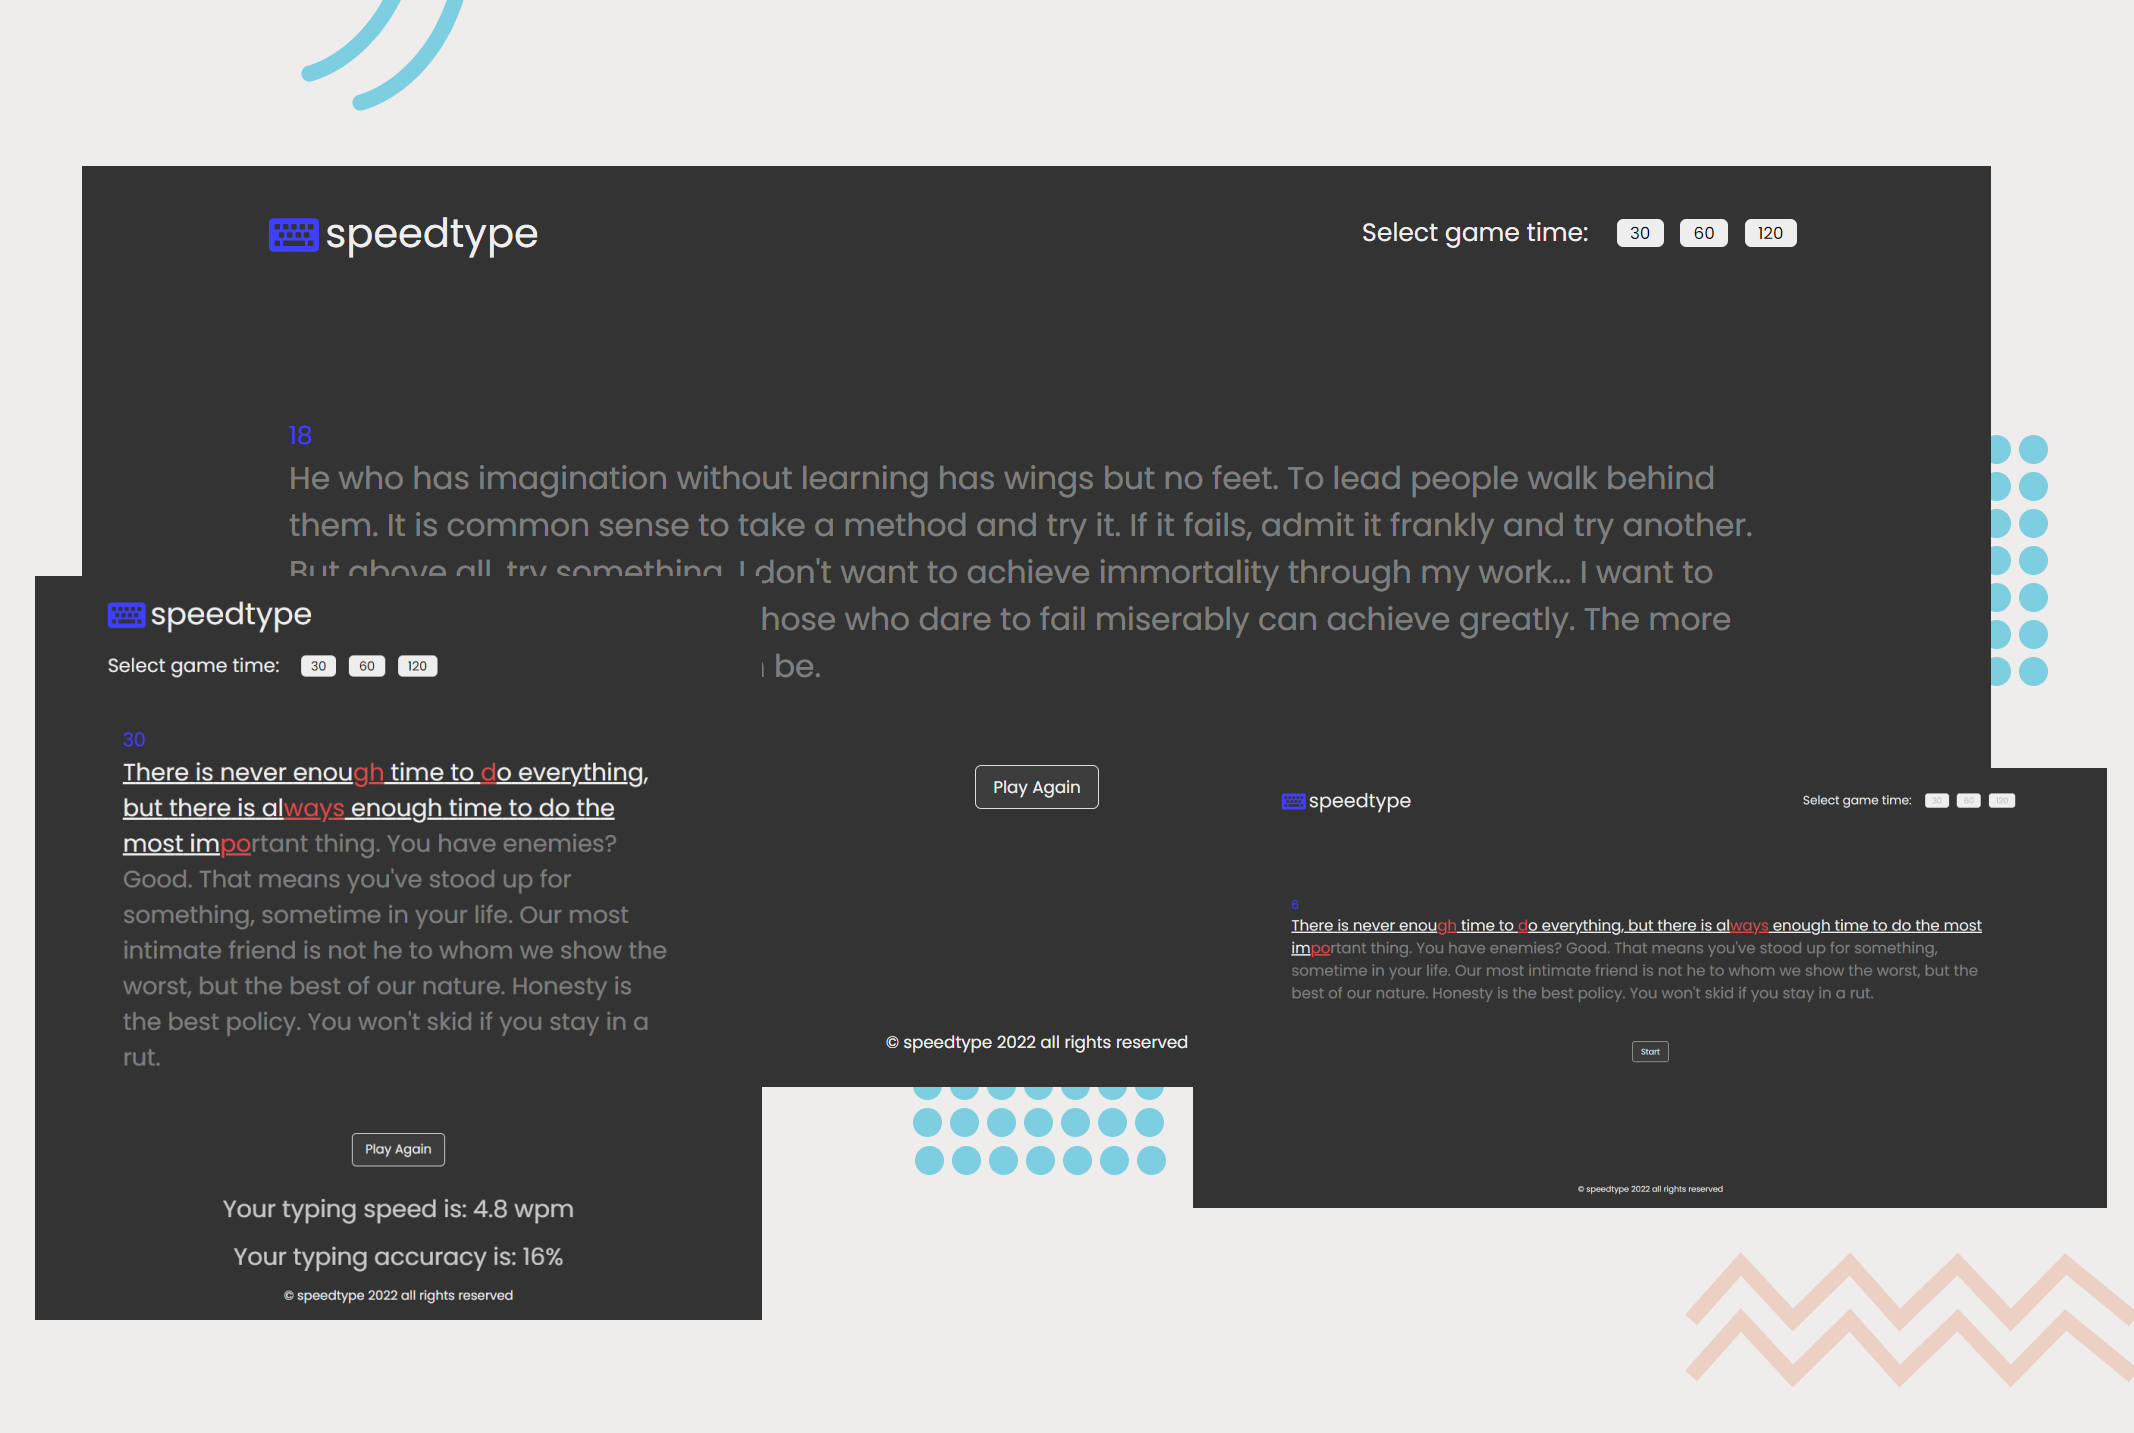 speedtype
Select game time: 30 60 120
18
He who has imagination without learning has wings but no feet. To lead people walk behind
them. It is common sense to take a method and try it. If it fails, admit it frankly and try another.
But above all, try something. I don't want to achieve immortality through my work... I want to
hose who dare to fail miserably can achieve greatly. The more
be.
Play Again
© speedtype 2022 all rights reserved
speedtype
Select game time: 30 60 120
30
There is never enough time to do everything,
but there is always enough time to do the
most important thing. You have enemies?
Good. That means you've stood up for
something, sometime in your life. Our most
intimate friend is not he to whom we show the
worst, but the best of our nature. Honesty is
the best policy. You won't skid if you stay in a
rut.
Play Again
Your typing speed is: 4.8 wpm
Your typing accuracy is: 16%
© speedtype 2022 all rights reserved
speedtype
Select game time: 30 60 120
6
There is never enough time to do everything, but there is always enough time to do the most
important thing. You have enemies? Good. That means you've stood up for something,
sometime in your life. Our most intimate friend is not he to whom we show the worst, but the
best of our nature. Honesty is the best policy. You won't skid if you stay in a rut.
Start
© speedtype 2022 all rights reserved